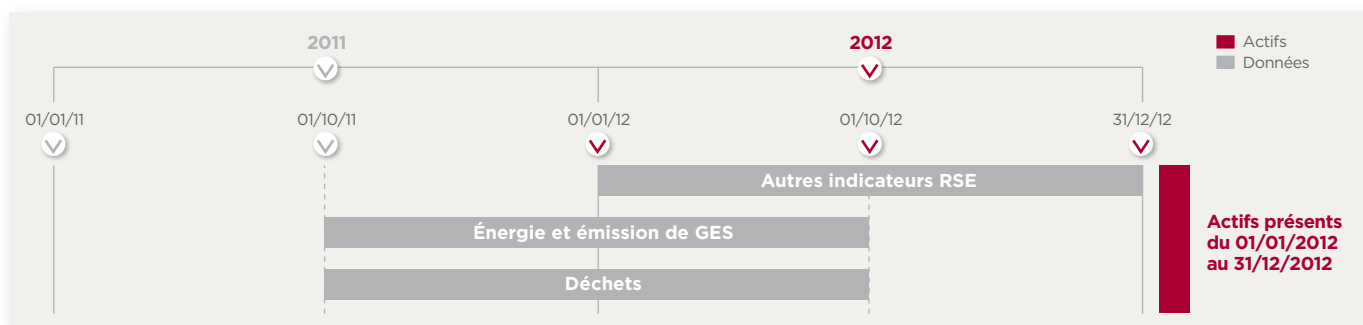 2011
2012
Actifs
Données
01/01/11
01/10/11
01/01/12
01/10/12
31/12/12
Autres indicateurs RSE
Énergie et émission de GES
Déchets
Actifs présents
du 01/01/2012
au 31/12/2012